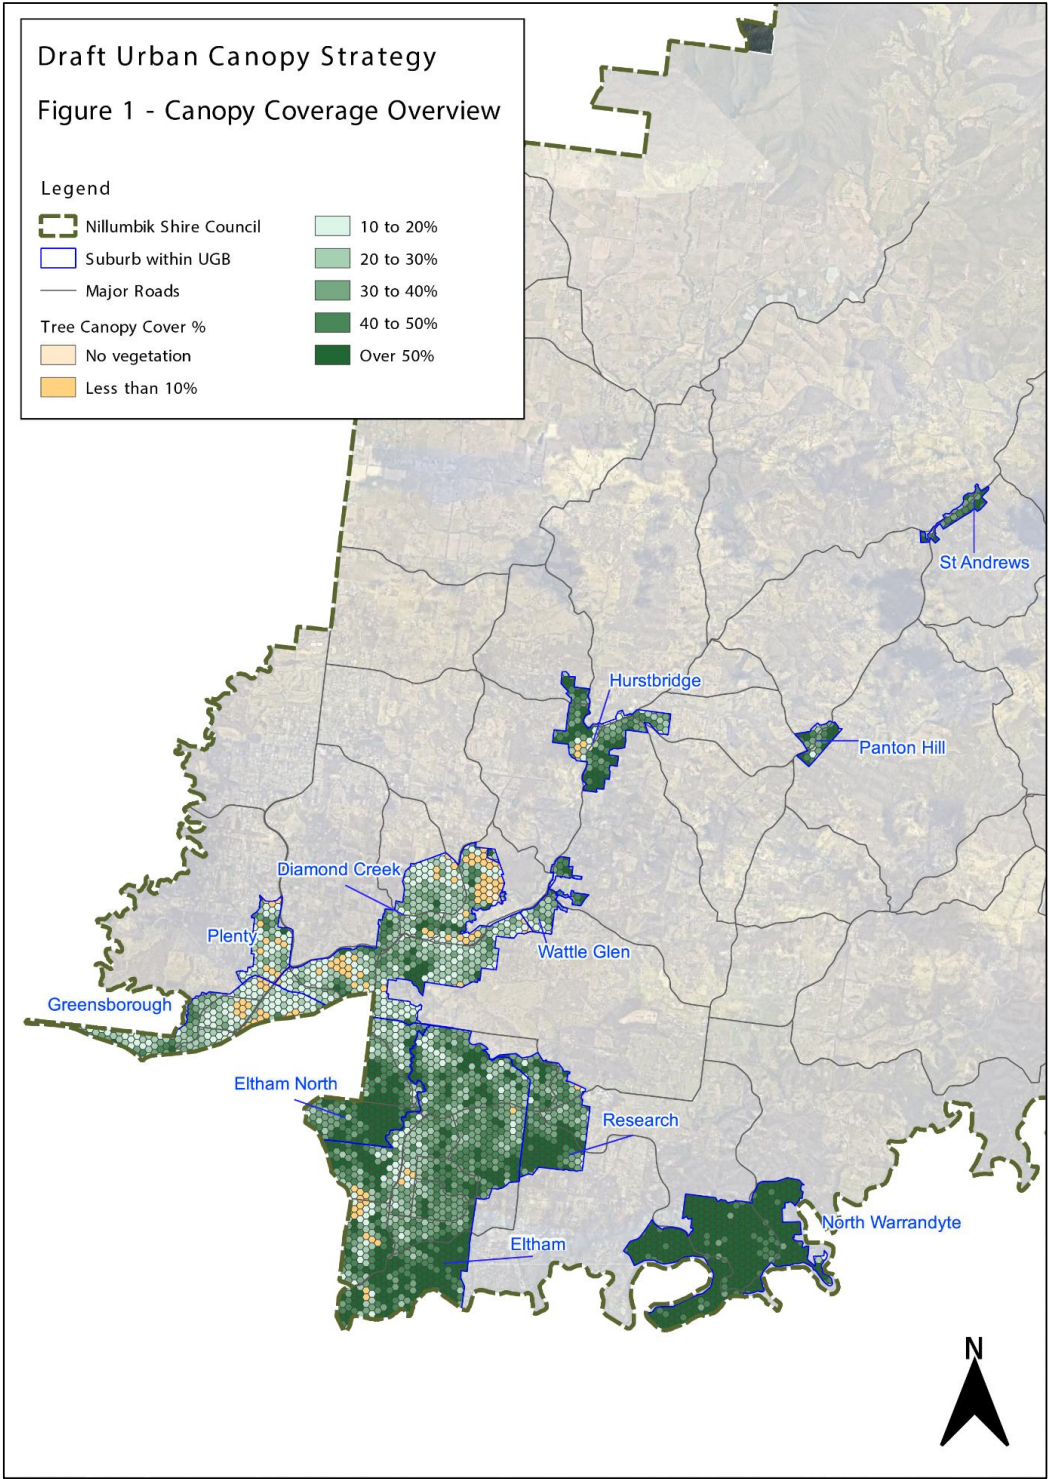 Draft Urban Canopy Strategy
Figure 1 - Canopy Coverage Overview
Legend
Nillumbik Shire Council
Suburb within UGB
Major Roads
Tree Canopy Cover %
No vegetation
Less than 10%
10 to 20%
20 to 30%
30 to 40%
40 to 50%
Over 50%
St Andrews
Hurstbridge
Panton Hill
Diamond Creek
Plenty
Wattle Glen
Greensborough
Eltham North
Research
North Warrandyte
Eltham
N